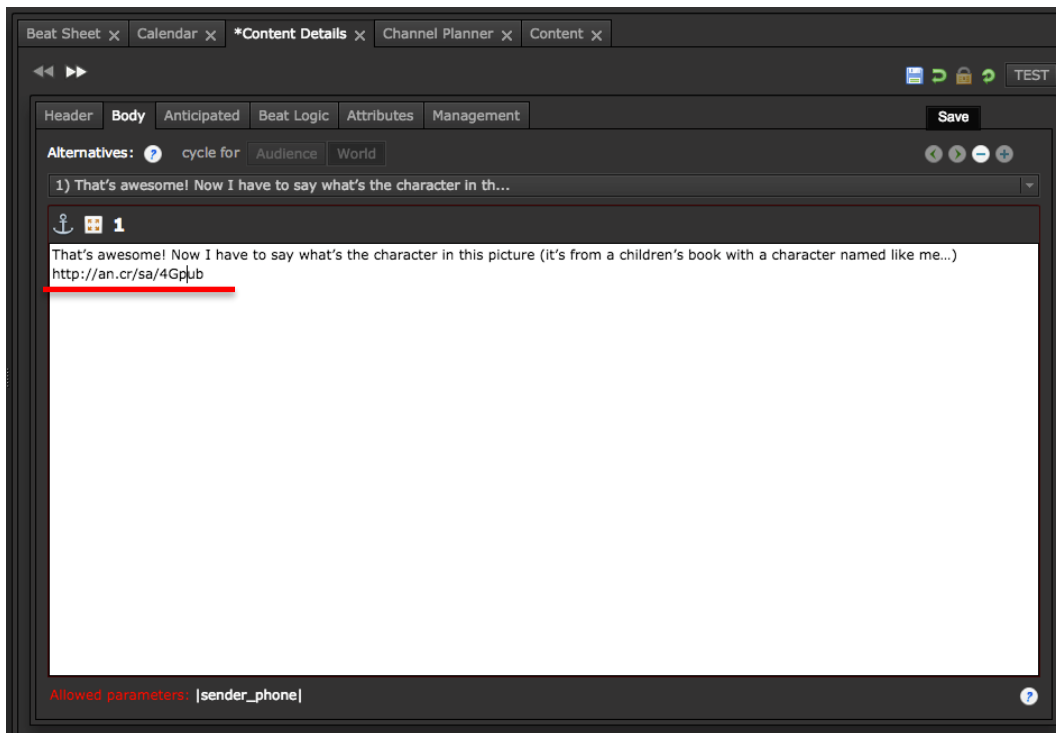 Beat Sheet Calendar *Content Details Channel Planner Content
TEST
Header Body Anticipated Beat Logic Attributes Management
Save
Alternatives: ? cycle for Audience World
1) That's awesome! Now I have to say what's the character in th...
1
That's awesome! Now I have to say what's the character in this picture (it's from a children's book with a character named like me...)
http://an.cr/sa/4Gpub
Allowed parameters: |sender_phone| ?